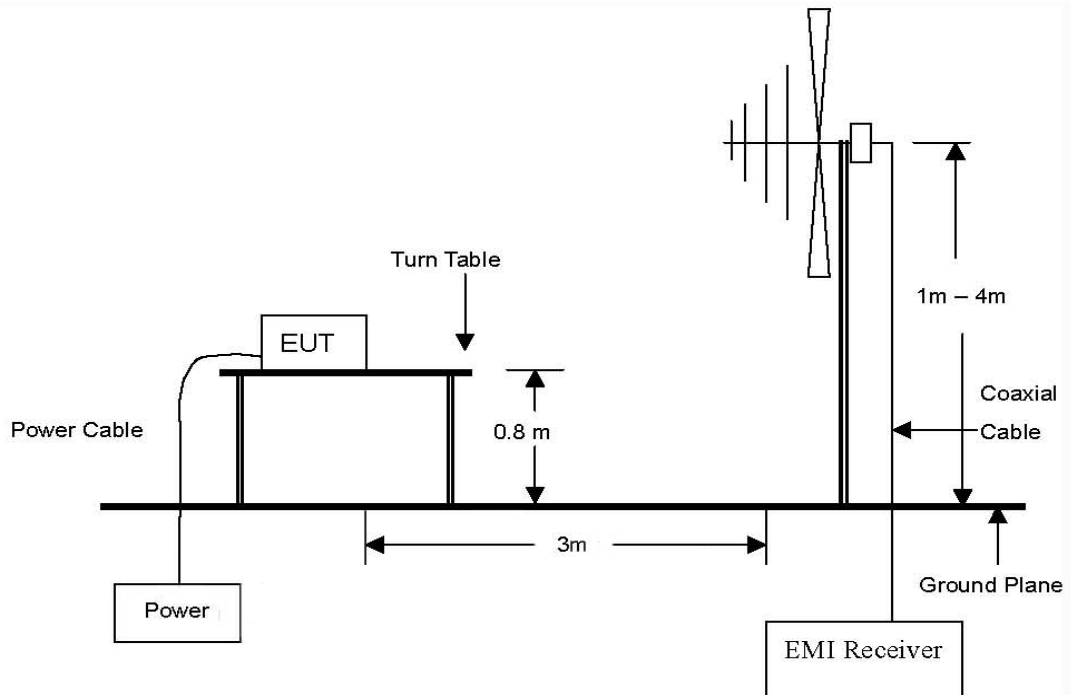 Turn Table
1m – 4m
EUT
Coaxial
Cable
Power Cable
0.8 m
3m
Ground Plane
Power
EMI Receiver